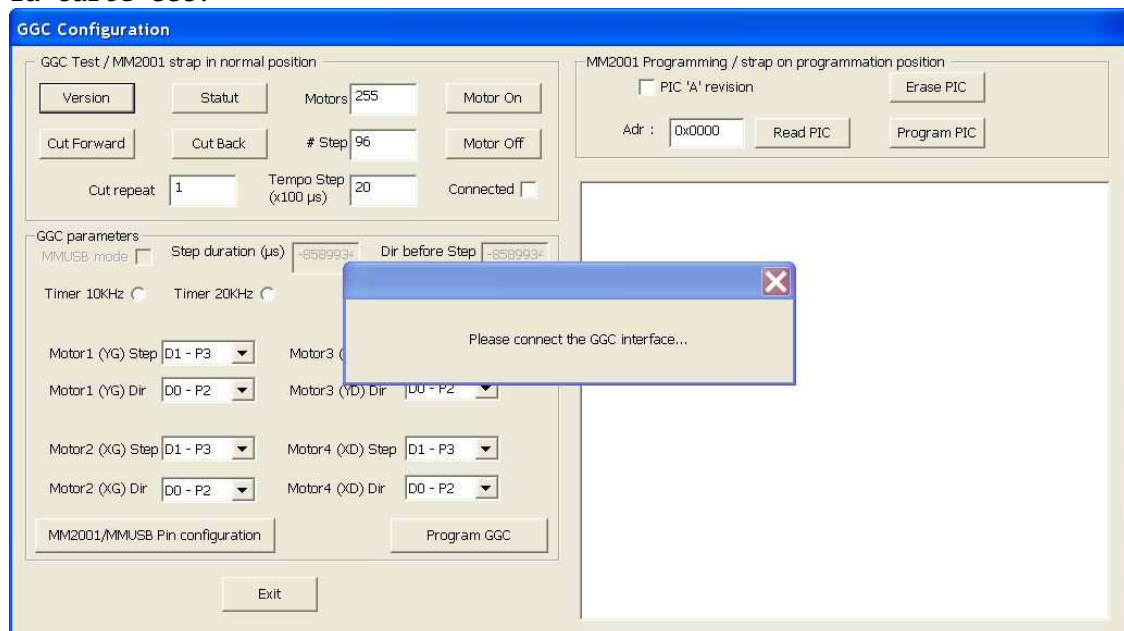 GGC Configuration
GGC Test / MM2001 strap in normal position
Version Statut Motors 255 Motor On
Cut Forward Cut Back # Step 96 Motor Off
Cut repeat 1 Tempo Step (x100 µs) 20 Connected
MM2001 Programming / strap on programmation position
PIC 'A' revision Erase PIC
Adr : 0x0000 Read PIC Program PIC
GGC parameters
MMUSB mode Step duration (µs) Dir before Step
Timer 10KHz Timer 20KHz
Please connect the GGC interface...
Motor1 (YG) Step D1 - P3 Motor3 (
Motor1 (YG) Dir D0 - P2 Motor3 (YD) Dir D0 - P2
Motor2 (XG) Step D1 - P3 Motor4 (XD) Step D1 - P3
Motor2 (XG) Dir D0 - P2 Motor4 (XD) Dir D0 - P2
MM2001/MMUSB Pin configuration Program GGC
Exit